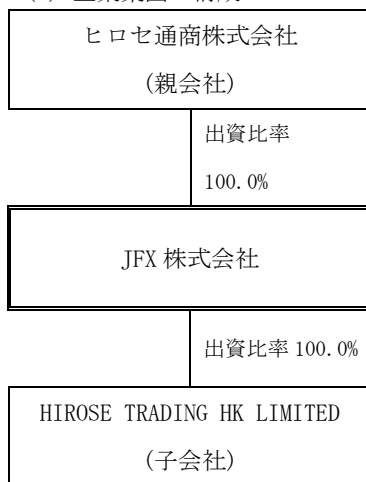 ヒロセ通商株式会社
(親会社)
出資比率
100.0%
JFX 株式会社
出資比率 100.0%
HIROSE TRADING HK LIMITED
(子会社)